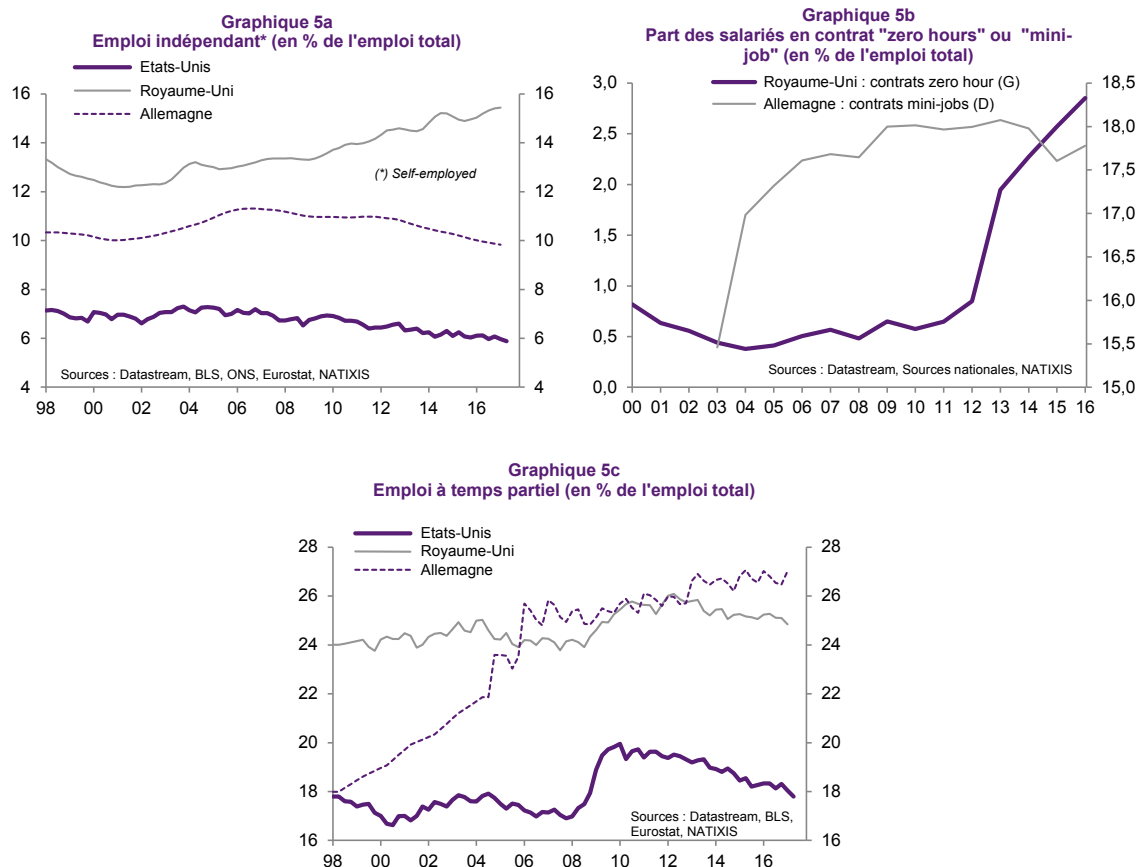 Graphique 5a
Emploi indépendant* (en % de l'emploi total)
Etats-Unis
Royaume-Uni
Allemagne
16 16
14 14
(*) Self-employed
12 12
10 10
8 8
6 6
Sources : Datastream, BLS, ONS, Eurostat, NATIXIS
4 4
98 00 02 04 06 08 10 12 14 16
Graphique 5b
Part des salariés en contrat "zero hours" ou "mini-
job" (en % de l'emploi total)
Royaume-Uni : contrats zero hour (G)
Allemagne : contrats mini-jobs (D)
3,0 18,5
2,5 18,0
2,0 17,5
17,0
1,5 16,5
1,0 16,0
0,5 15,5
Sources : Datastream, Sources nationales, NATIXIS
0,0 15,0
00 01 02 03 04 05 06 07 08 09 10 11 12 13 14 15 16
Graphique 5c
Emploi à temps partiel (en % de l'emploi total)
Etats-Unis
Royaume-Uni
Allemagne
28 28
26 26
24 24
22 22
20 20
18 18
Sources : Datastream, BLS,
Eurostat, NATIXIS
16 16
98 00 02 04 06 08 10 12 14 16